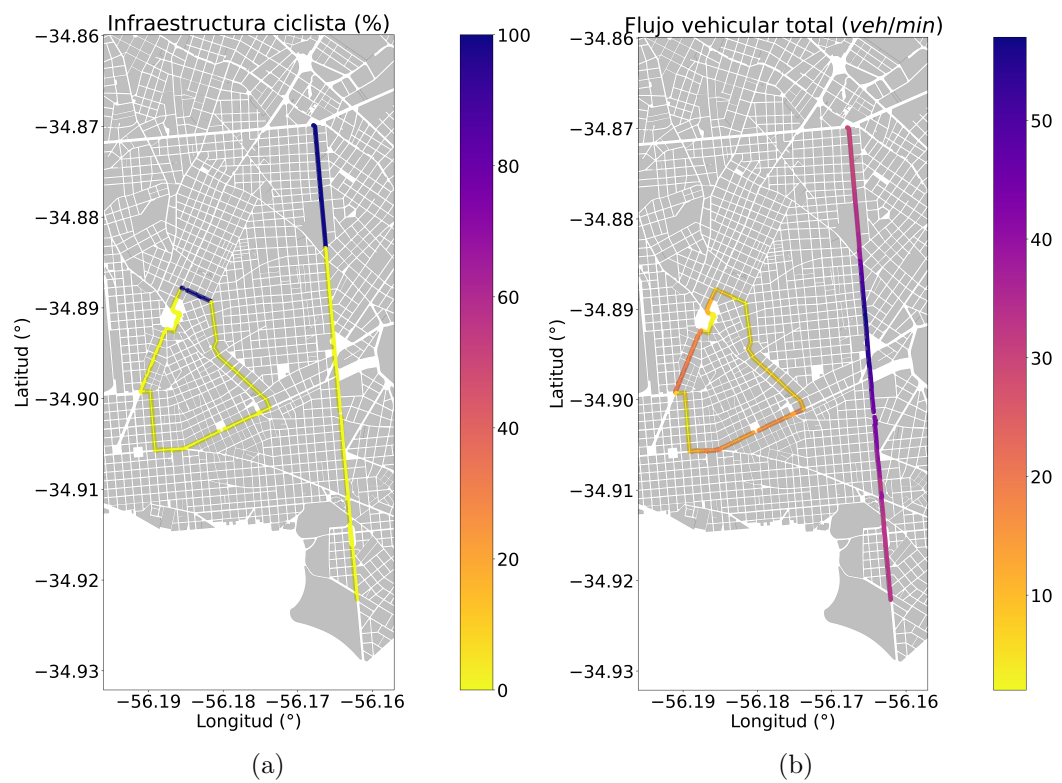 Infraestructura ciclista (%)
−34.86
−34.87
−34.88
−34.89
−34.90
−34.91
−34.92
−34.93
Latitud (°)
−56.19 −56.18 −56.17 −56.16
Longitud (°)
100
80
60
40
20
0
(a)
Flujo vehicular total (veh/min)
−34.86
−34.87
−34.88
−34.89
−34.90
−34.91
−34.92
−34.93
Latitud (°)
−56.19 −56.18 −56.17 −56.16
Longitud (°)
50
40
30
20
10
(b)